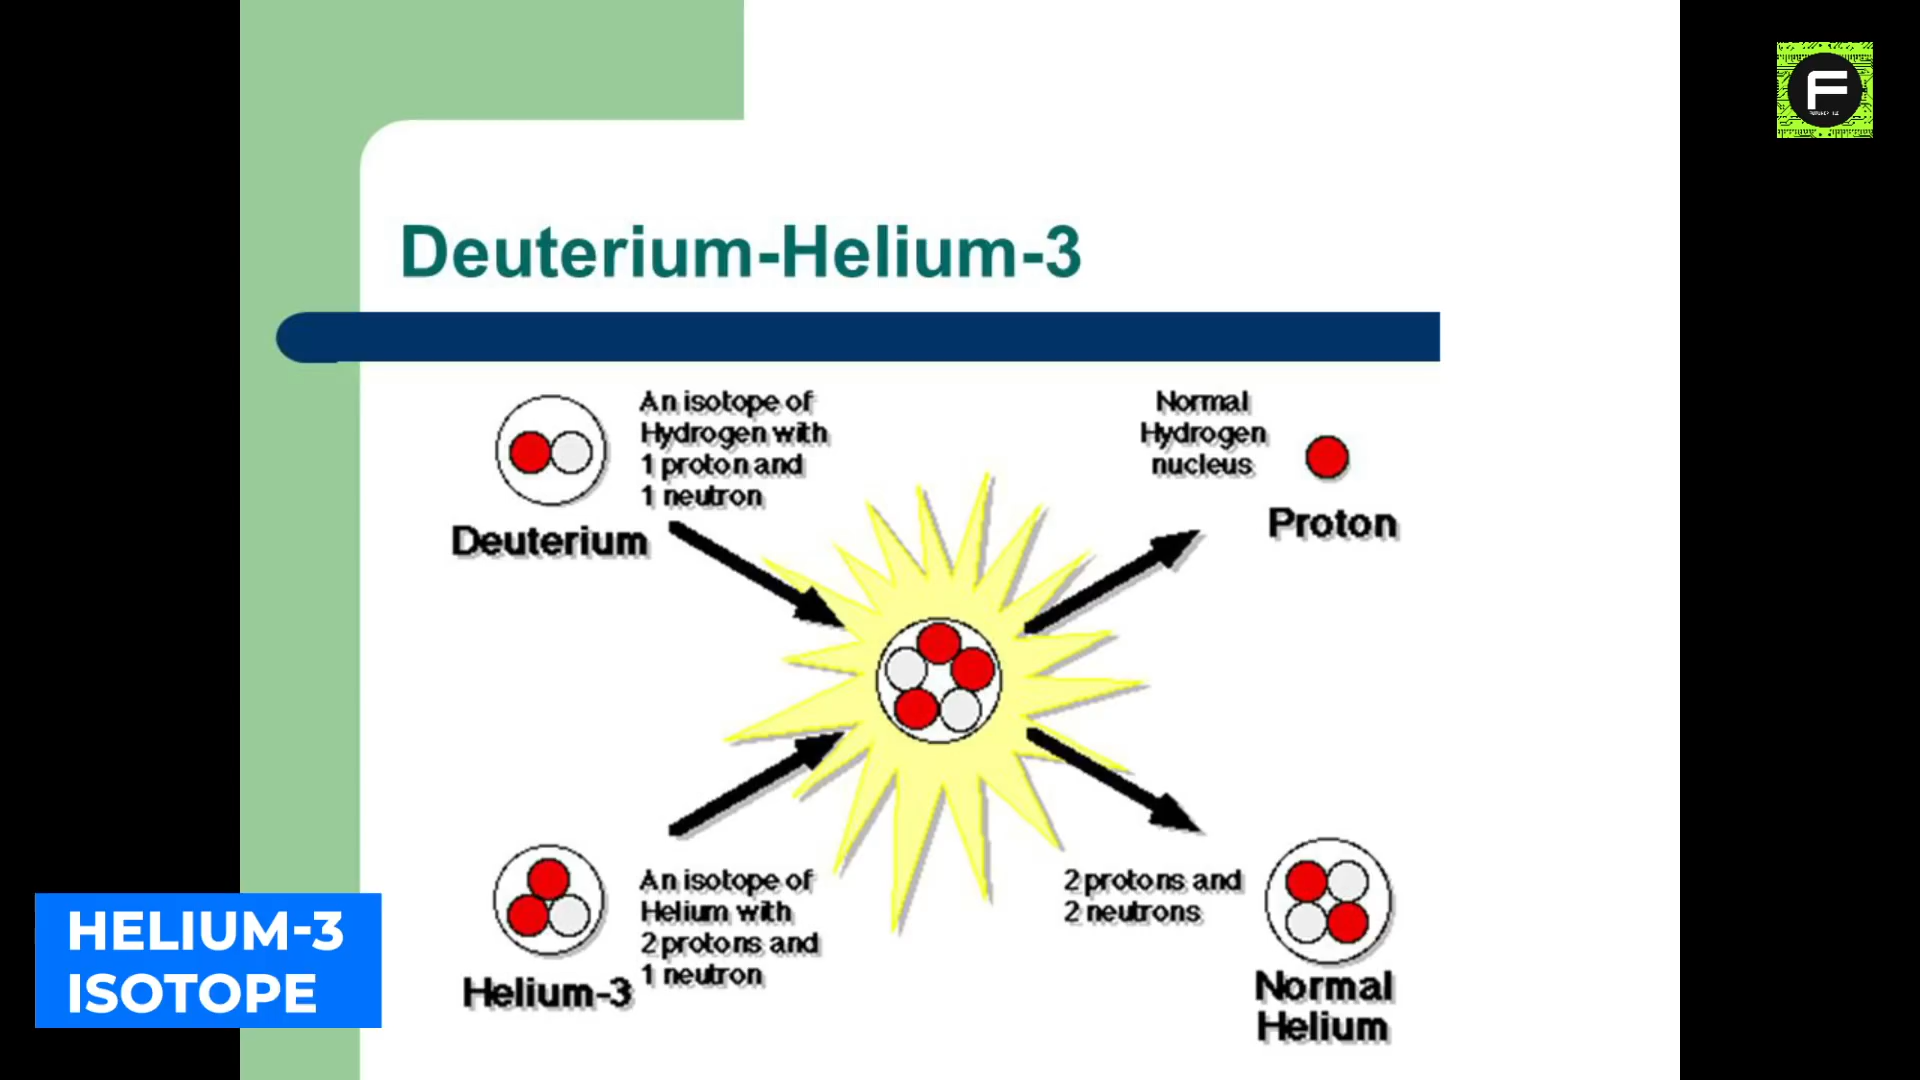 Deuterium-Helium-3
An isotope of
Hydrogen with
1 proton and
1 neutron
Deuterium
Normal
Hydrogen
nucleus
Proton
An isotope of
Helium with
2 protons and
1 neutron
Helium-3
2 protons and
2 neutrons
Normal
Helium
HELIUM-3
ISOTOPE
F